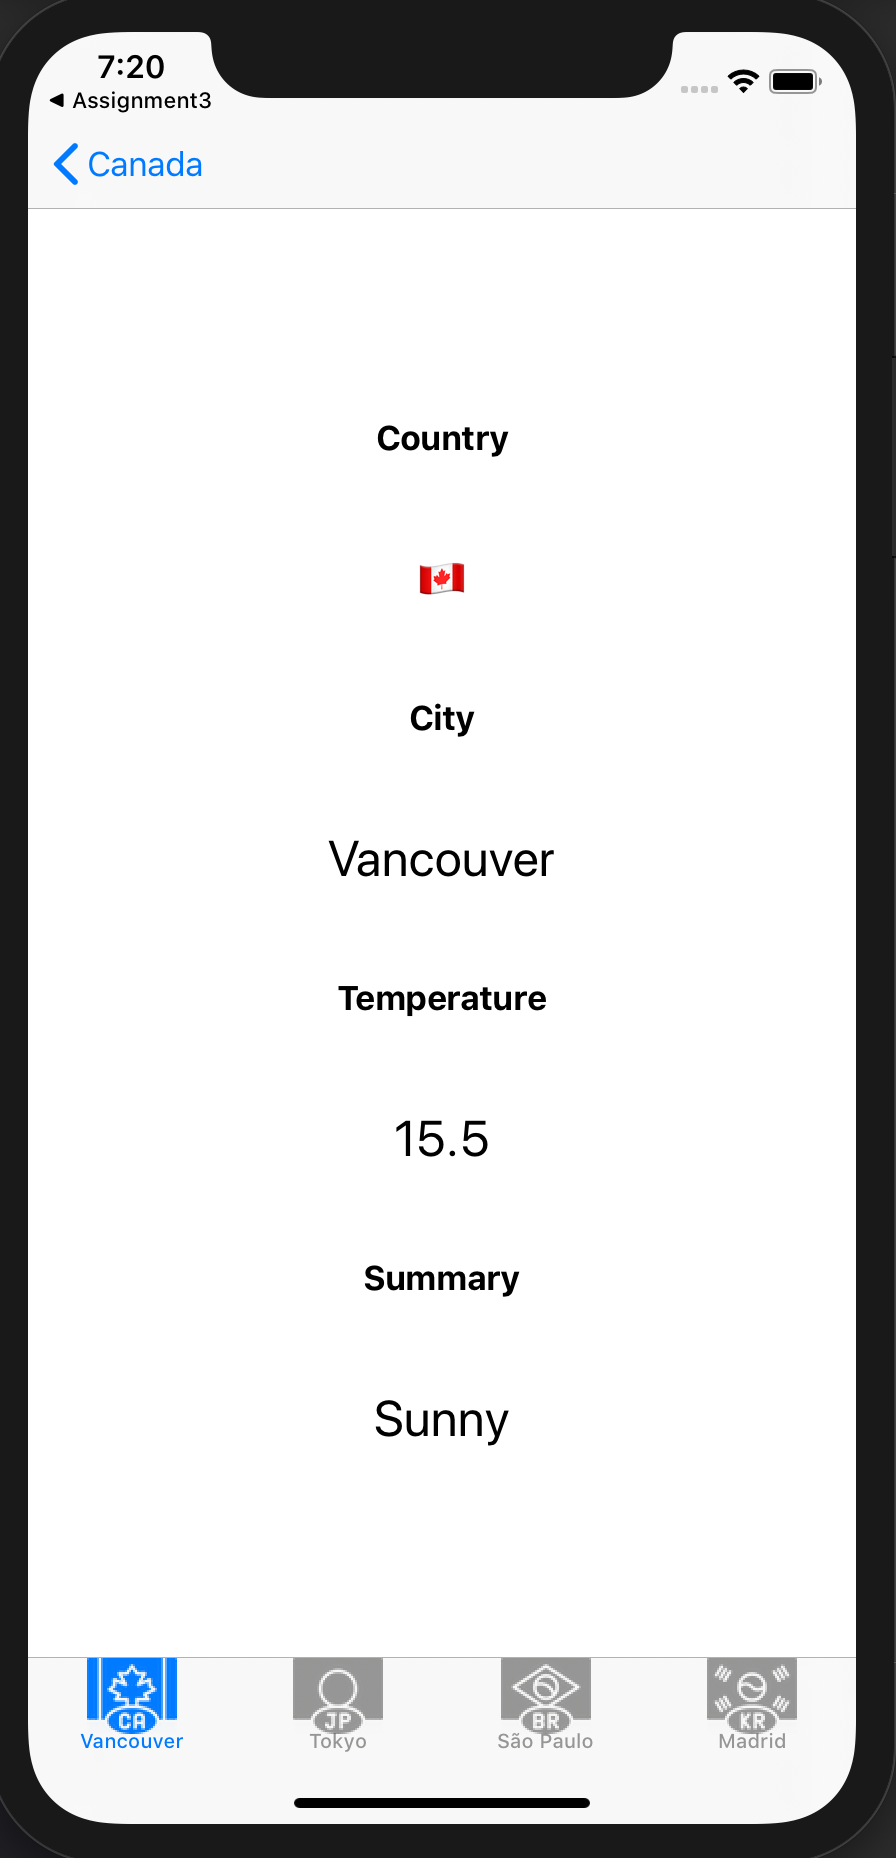 7:20
◀ Assignment3
Canada
Country
City
Vancouver
Temperature
15.5
Summary
Sunny
CA
JP
BR
KR
Vancouver
Tokyo
São Paulo
Madrid